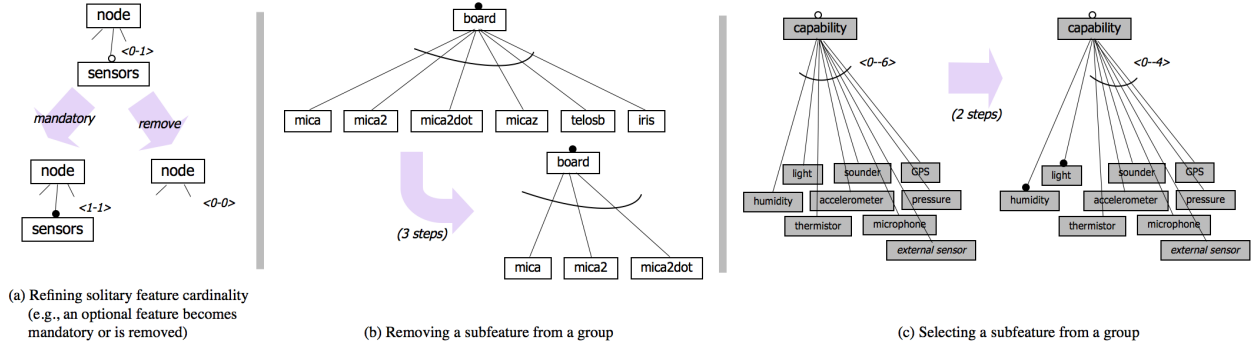 node
<0-1>
sensors
mandatory
remove
node
<1-1>
sensors
node
<0-0>
(a) Refining solitary feature cardinality
(e.g., an optional feature becomes
mandatory or is removed)
board
mica
mica2
mica2dot
micaz
telosb
iris
(3 steps)
board
mica
mica2
mica2dot
(b) Removing a subfeature from a group
capability
<0--6>
light
sounder
GPS
humidity
accelerometer
pressure
thermistor
microphone
external sensor
(2 steps)
capability
<0--4>
light
sounder
GPS
humidity
accelerometer
pressure
thermistor
microphone
external sensor
(c) Selecting a subfeature from a group